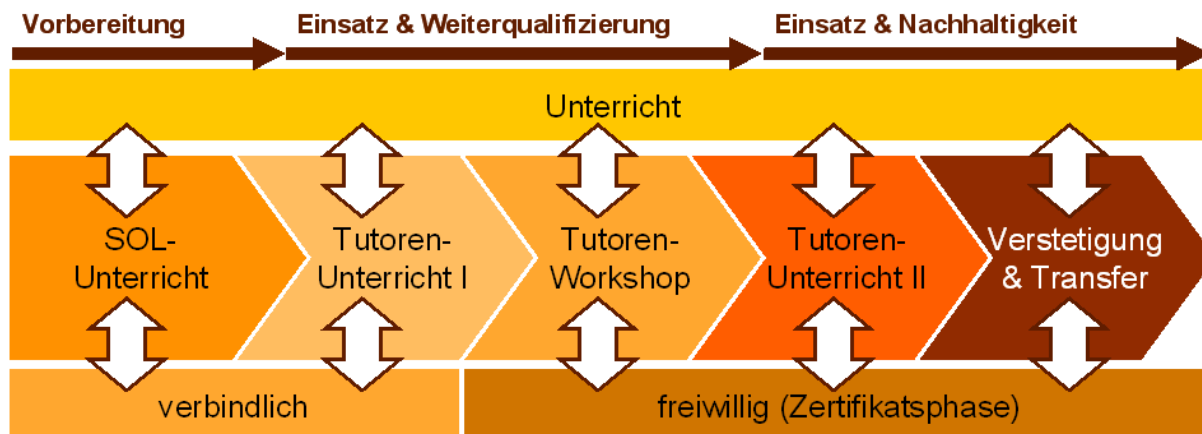 Vorbereitung
Einsatz & Weiterqualifizierung
Einsatz & Nachhaltigkeit
Unterricht
SOL-
Unterricht
Tutoren-
Unterricht I
Tutoren-
Workshop
Tutoren-
Unterricht II
Verstetigung
& Transfer
verbindlich
freiwillig (Zertifikatsphase)